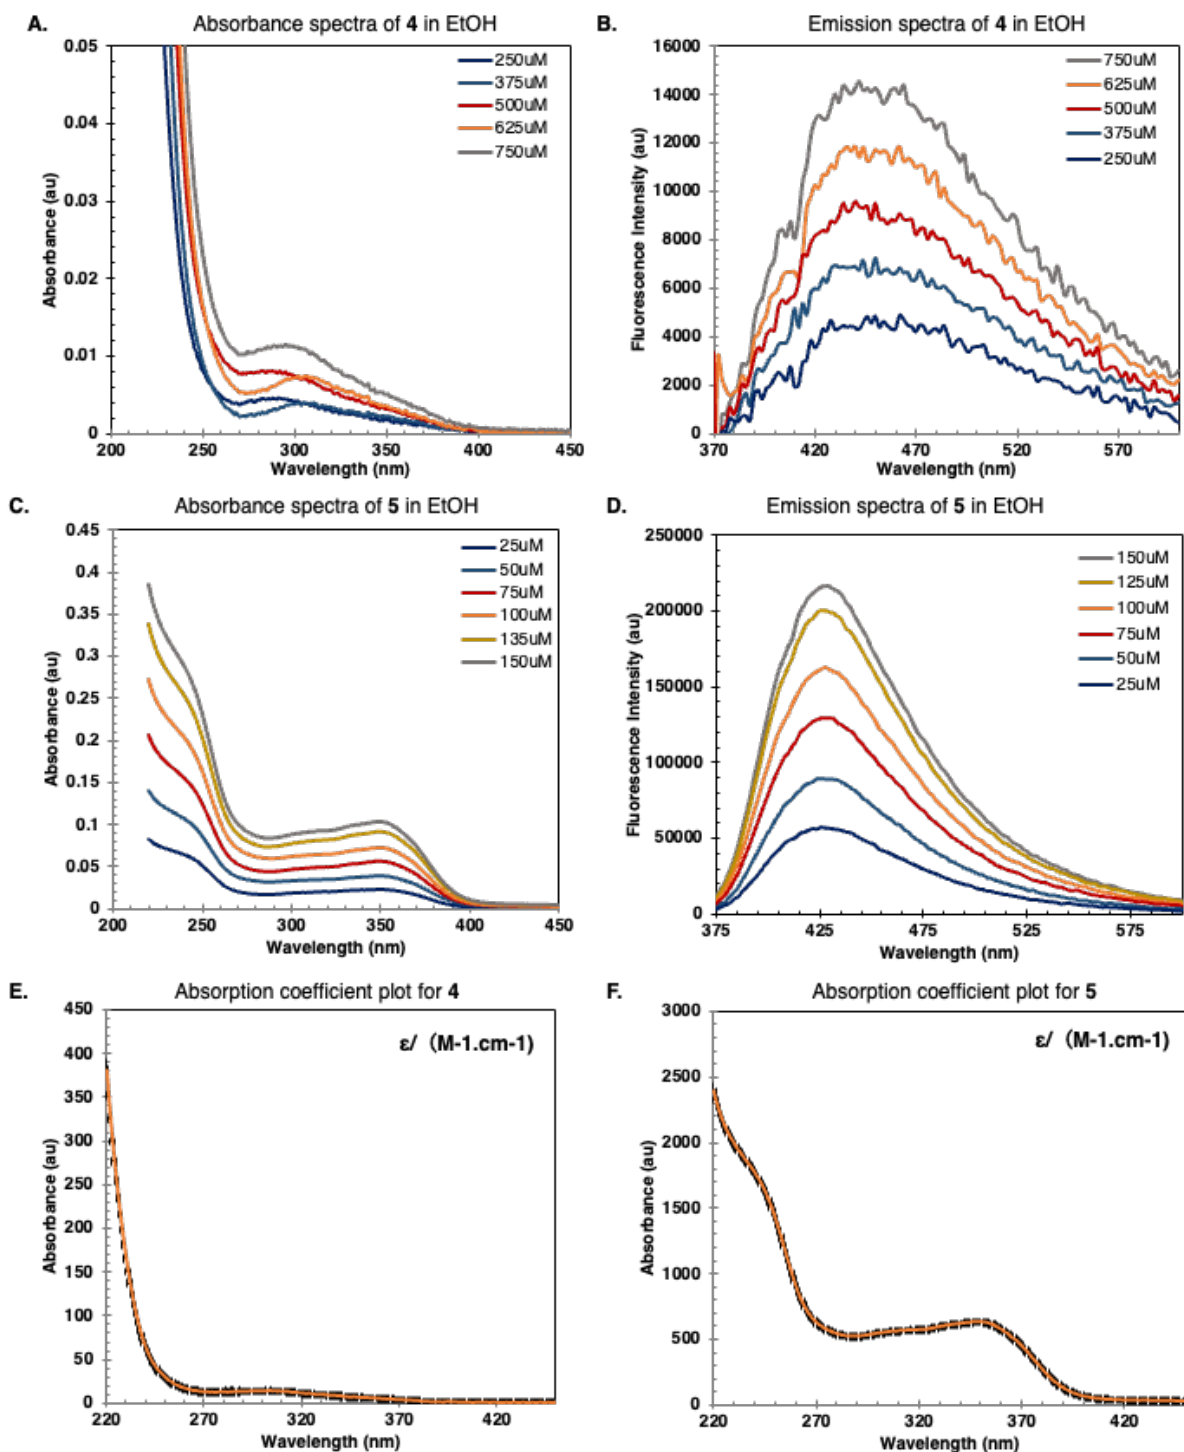 A. Absorbance spectra of 4 in EtOH
0.05
0.04
0.03
0.02
0.01
0
Absorbance (au)
250uM
375uM
500uM
625uM
750uM
200 250 300 350 400 450
Wavelength (nm)
B. Emission spectra of 4 in EtOH
16000
14000
12000
10000
8000
6000
4000
2000
0
Fluorescence Intensity (au)
750uM
625uM
500uM
375uM
250uM
370 420 470 520 570
Wavelength (nm)
C. Absorbance spectra of 5 in EtOH
0.45
0.4
0.35
0.3
0.25
0.2
0.15
0.1
0.05
0
Absorbance (au)
25uM
50uM
75uM
100uM
135uM
150uM
200 250 300 350 400 450
Wavelength (nm)
D. Emission spectra of 5 in EtOH
250000
200000
150000
100000
50000
0
Fluorescence Intensity (au)
150uM
125uM
100uM
75uM
50uM
25uM
375 425 475 525 575
Wavelength (nm)
E. Absorption coefficient plot for 4
450
400
350
300
250
200
150
100
50
0
Absorbance (au)
ε/（M-1.cm-1)
220 270 320 370 420
Wavelength (nm)
F. Absorption coefficient plot for 5
3000
2500
2000
1500
1000
500
0
Absorbance (au)
ε/（M-1.cm-1)
220 270 320 370 420
Wavelength (nm)